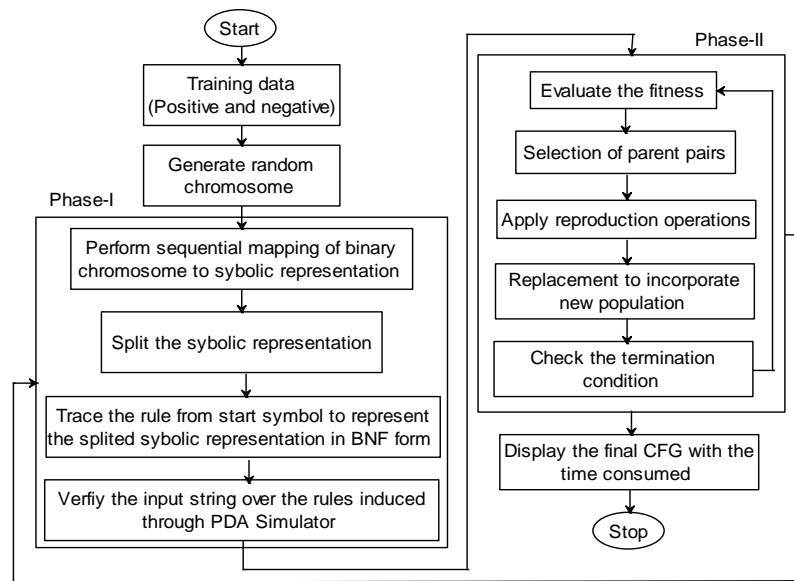 Start
Training data
(Positive and negative)
Generate random
chromosome
Phase-I
Perform sequential mapping of binary
chromosome to sybolic representation
Split the sybolic representation
Trace the rule from start symbol to represent
the splited sybolic representation in BNF form
Verfiy the input string over the rules induced
through PDA Simulator
Phase-II
Evaluate the fitness
Selection of parent pairs
Apply reproduction operations
Replacement to incorporate
new population
Check the termination
condition
Display the final CFG with the
time consumed
Stop